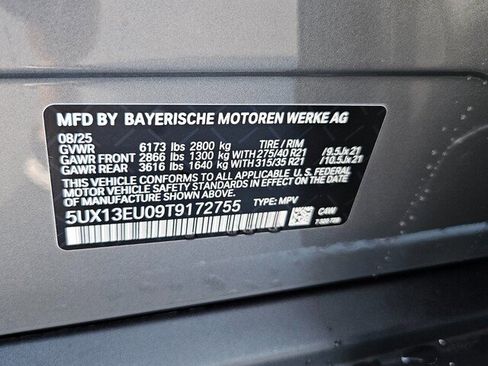 MFD BY BAYERISCHE MOTOREN WERKE AG
08/25
GVWR 6173 lbs 2800 kg TIRE / RIM
GAWR FRONT 2866 lbs 1300 kg WITH 275/40 R21 /9.5Jx21
GAWR REAR 3616 lbs 1640 kg WITH 315/35 R21 /10.5Jx21
THIS VEHICLE CONFORMS TO ALL APPLICABLE U.S. FEDERAL
MOTOR VEHICLE SAFETY STANDARDS IN EFFECT
ON THE DATE OF MANUFACTURE SHOWN ABOVE.
5UX13EU09T9172755 TYPE: MPV
C4W